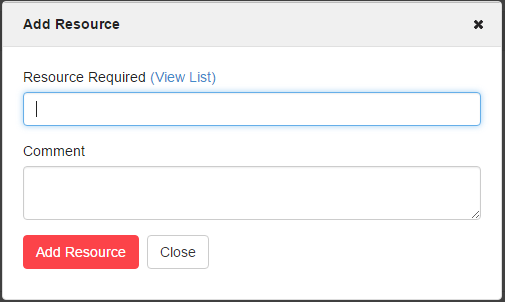 Add Resource
Resource Required (View List)
Comment
Add Resource
Close